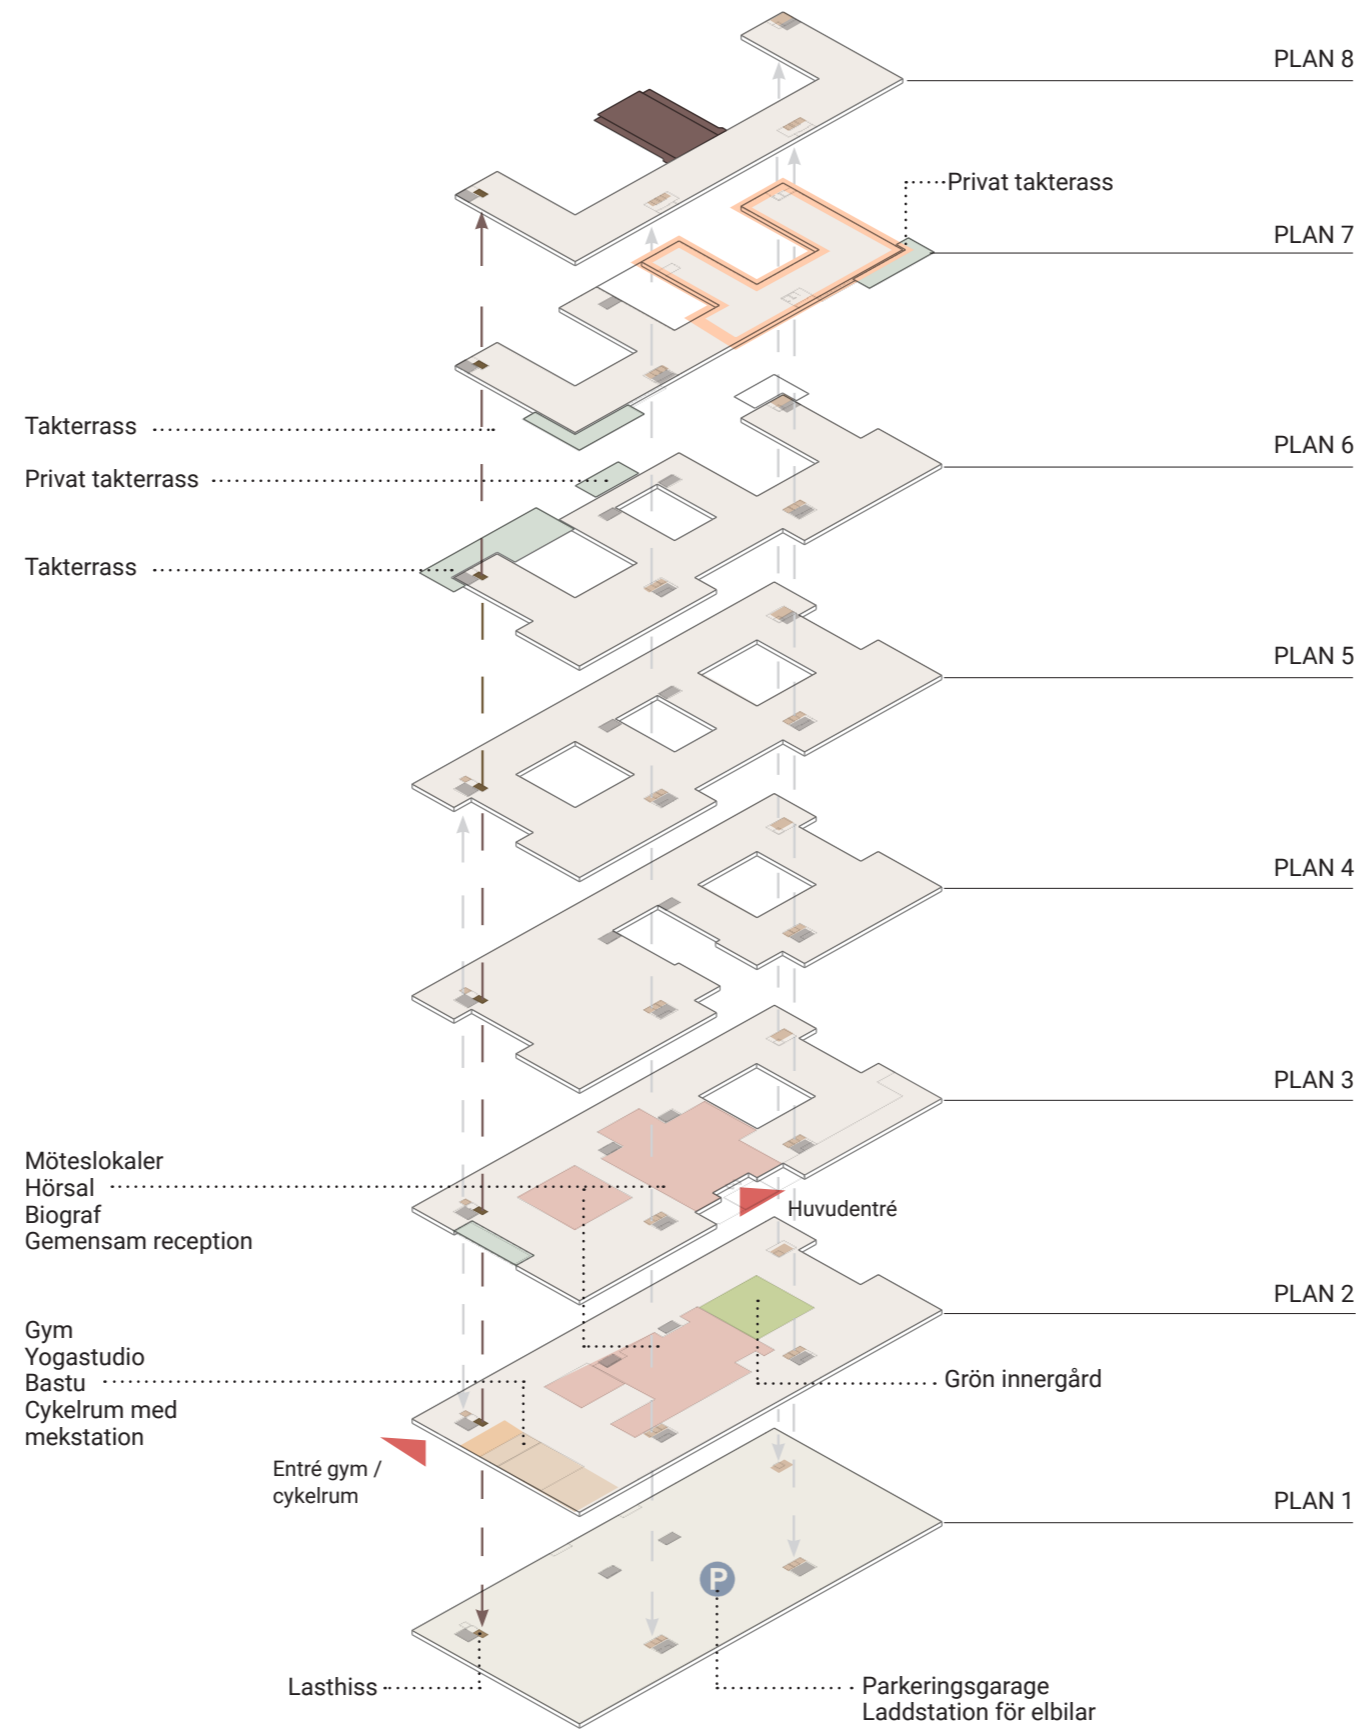 PLAN 8
Privat takterass
PLAN 7
Takterrass
PLAN 6
Privat takterrass
Takterrass
PLAN 5
PLAN 4
PLAN 3
Möteslokaler
Hörsal
Biograf
Gemensam reception
Huvudentré
PLAN 2
Gym
Yogastudio
Bastu
Cykelrum med
mekstation
Grön innergård
Entré gym /
cykelrum
PLAN 1
P
Lasthiss
Parkeringsgarage
Laddstation för elbilar